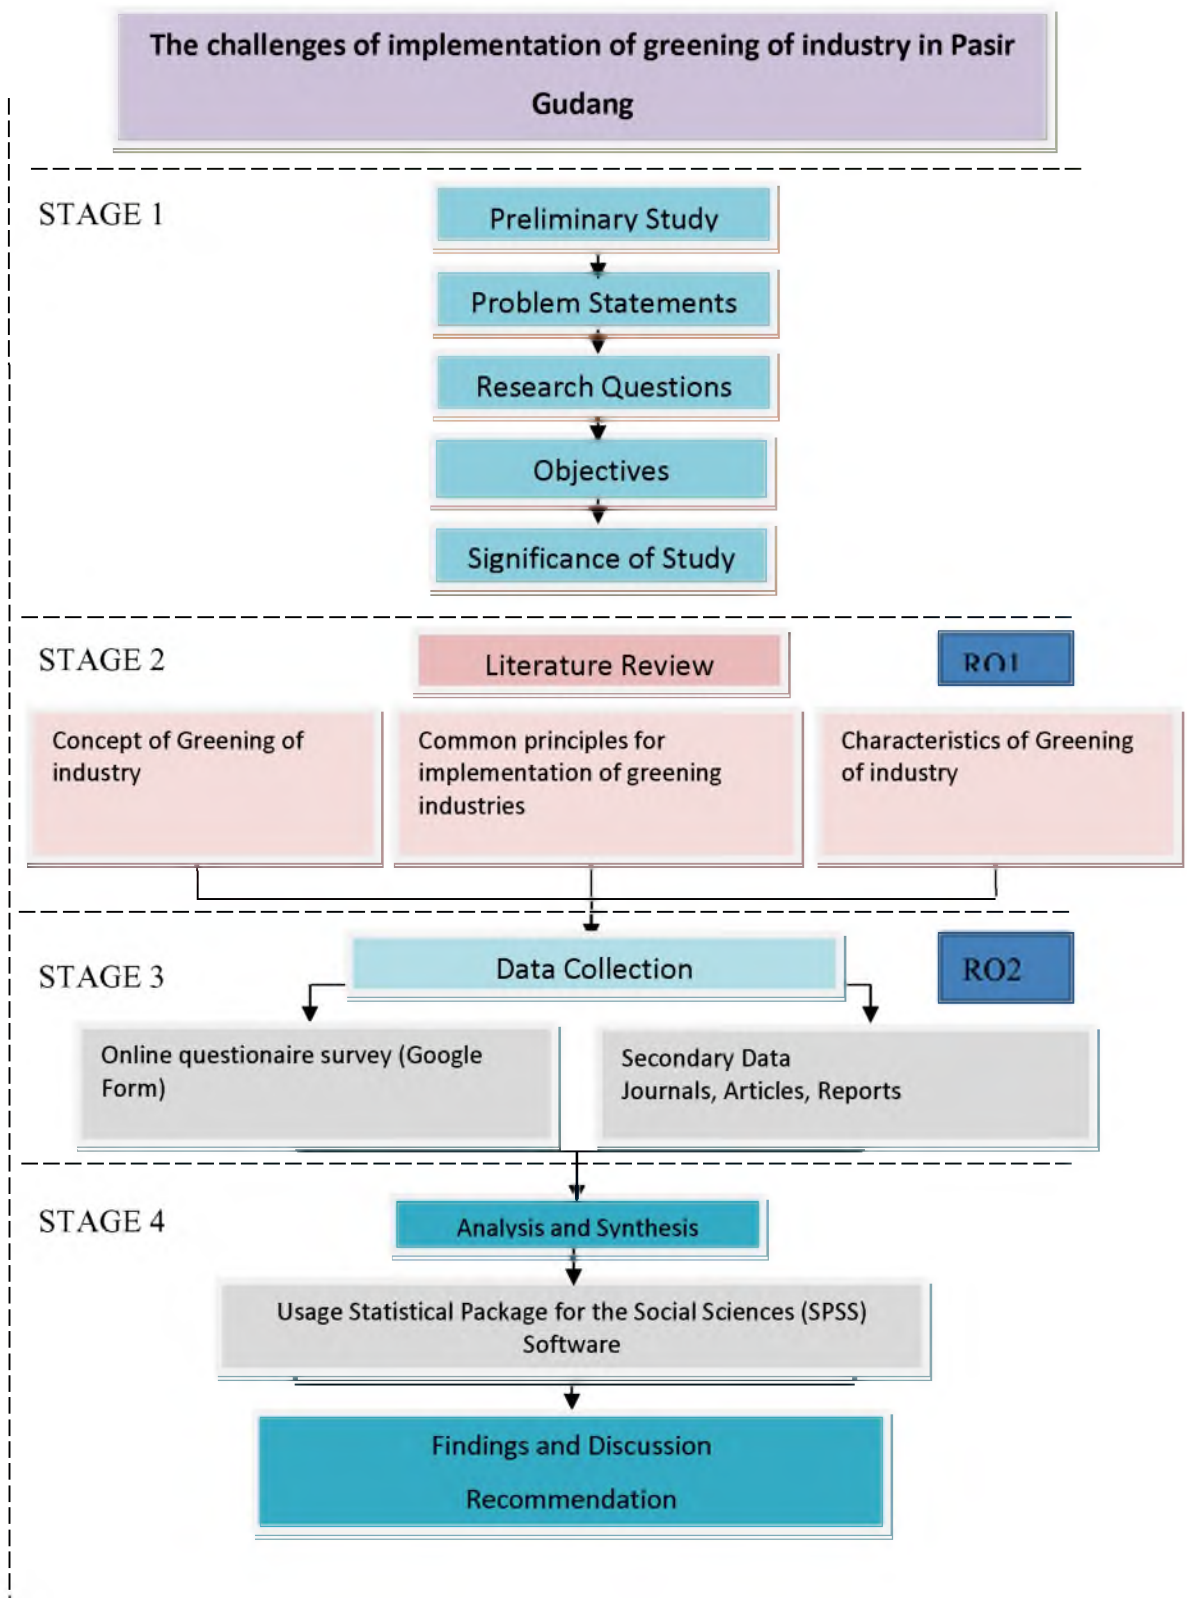 The challenges of implementation of greening of industry in Pasir
Gudang
STAGE 1
Preliminary Study
Problem Statements
Research Questions
Objectives
Significance of Study
STAGE 2
Literature Review
RO1
Concept of Greening of
industry
Common principles for
implementation of greening
industries
Characteristics of Greening
of industry
STAGE 3
Data Collection
RO2
Online questionaire survey (Google
Form)
Secondary Data
Journals, Articles, Reports
STAGE 4
Analysis and Synthesis
Usage Statistical Package for the Social Sciences (SPSS)
Software
Findings and Discussion
Recommendation